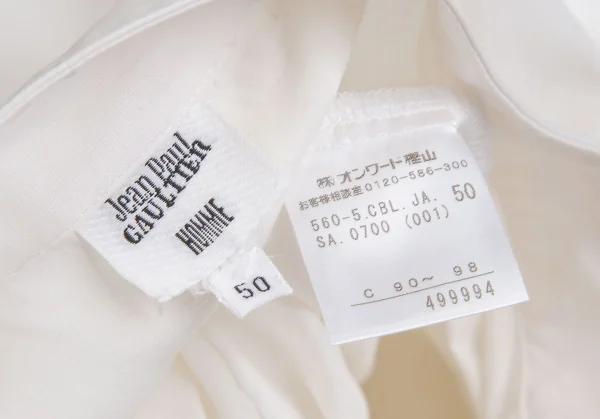 Jean Paul
GAULTIER
HOMME
50
㈱オンワード樫山
お客様相談室0120-586-300
560-5.CBL.JA. 50
SA.0700 (001)
C 90～ 98
499994